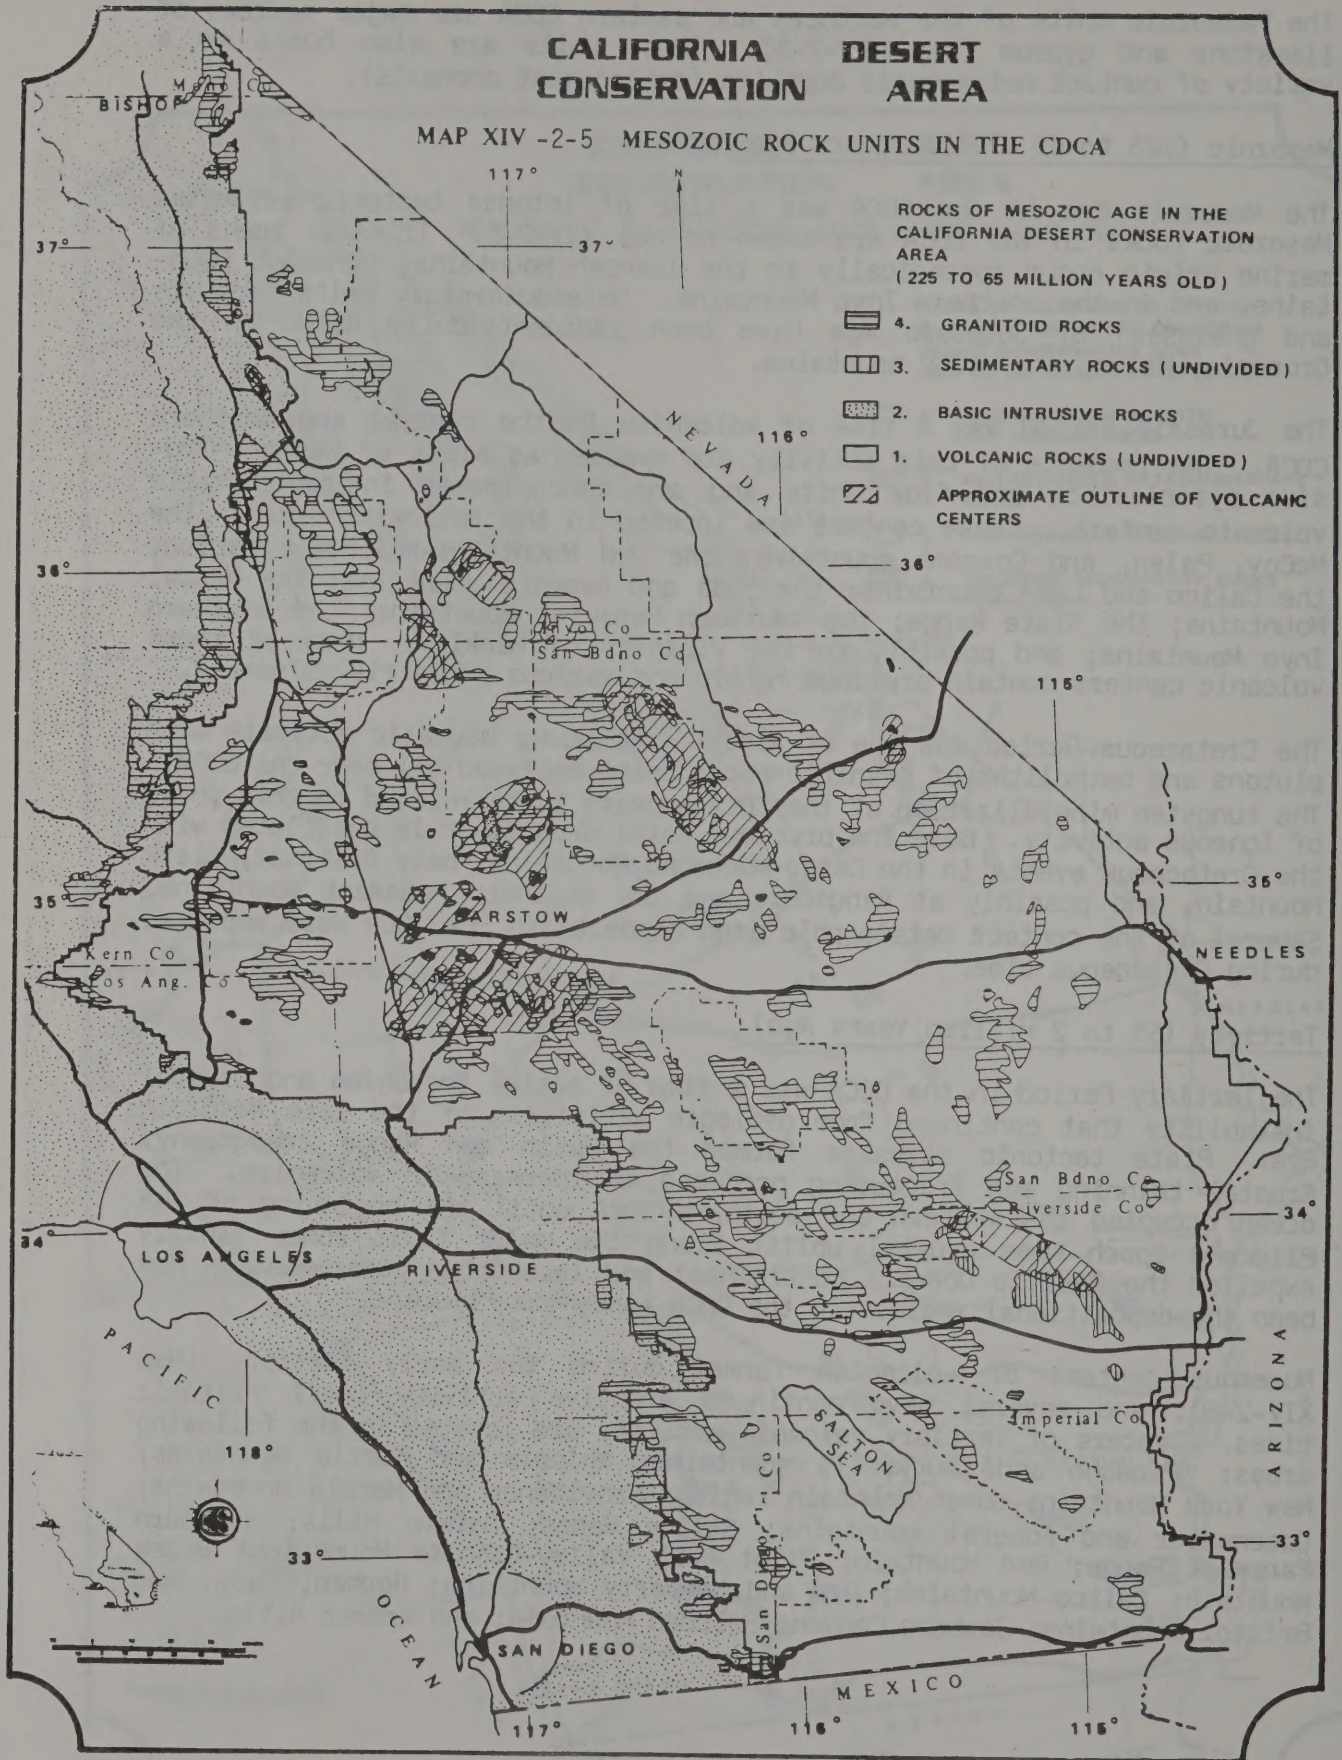 CALIFORNIA DESERT
CONSERVATION AREA
MAP XIV -2-5 MESOZOIC ROCK UNITS IN THE CDCA
117°
N
BISHOP
37°
37
ROCKS OF MESOZOIC AGE IN THE
CALIFORNIA DESERT CONSERVATION
AREA
(225 TO 65 MILLION YEARS OLD)
4. GRANITOID ROCKS
3. SEDIMENTARY ROCKS (UNDIVIDED)
2. BASIC INTRUSIVE ROCKS
1. VOLCANIC ROCKS (UNDIVIDED)
APPROXIMATE OUTLINE OF VOLCANIC
CENTERS
NEVADA
116°
36°
36°
Co
San Bdno Co
115°
35°
35°
BARSTOW
NEEDLES
Kern Co
Los Ang. Co
San Bdno Co
Riverside Co
34°
34°
LOS ANGELES
RIVERSIDE
PACIFIC
OCEAN
118°
SALTON
SEA
Imperial Co
ARIZONA
33°
33°
San Diego Co
SAN DIEGO
MEXICO
117°
116°
115°